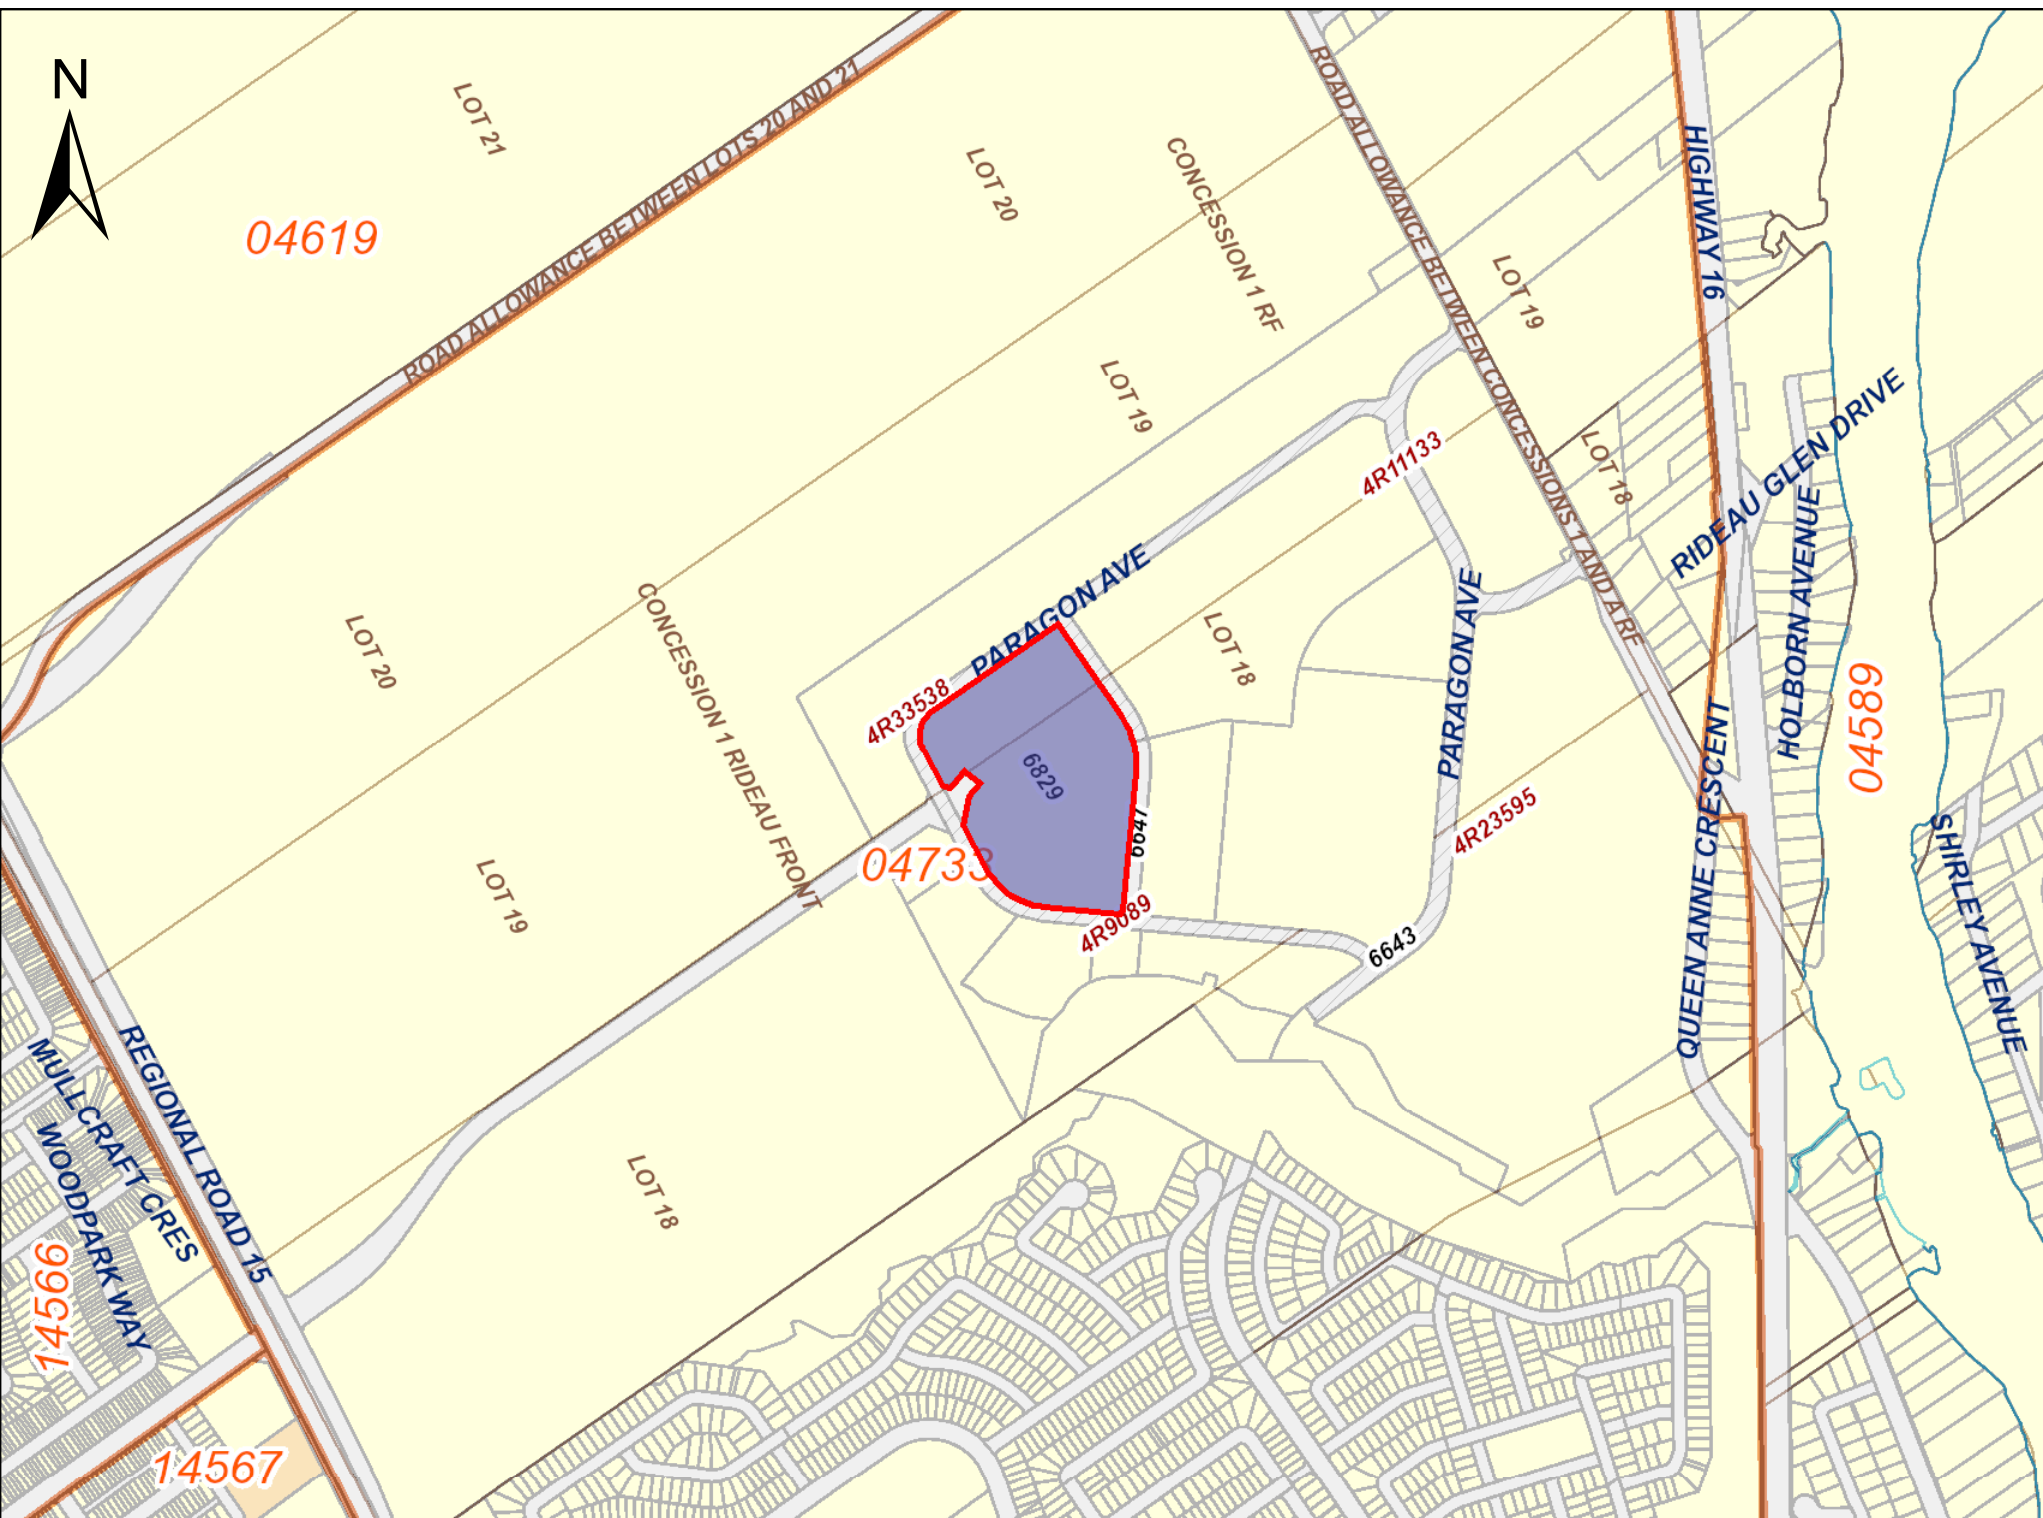 N
LOT 21
ROAD ALLOWANCE BETWEEN LOTS 20 AND 21
04619
LOT 20
CONCESSION 1 RF
ROAD ALLOWANCE BETWEEN CONCESSIONS 1 AND A RF
HIGHWAY 16
LOT 19
LOT 19
4R11133
LOT 18
RIDEAU GLEN DRIVE
HOLBORN AVENUE
PARAGON AVE
LOT 20
CONCESSION 1 RIDEAU FRONT
LOT 18
PARAGON AVE
4R33538
6829
6647
04733
4R9089
4R23595
6643
QUEEN ANNE CRESCENT
04589
SHIRLEY AVENUE
LOT 19
REGIONAL ROAD 15
MULLCRAFT CRES
WOODPARK WAY
LOT 18
14566
14567